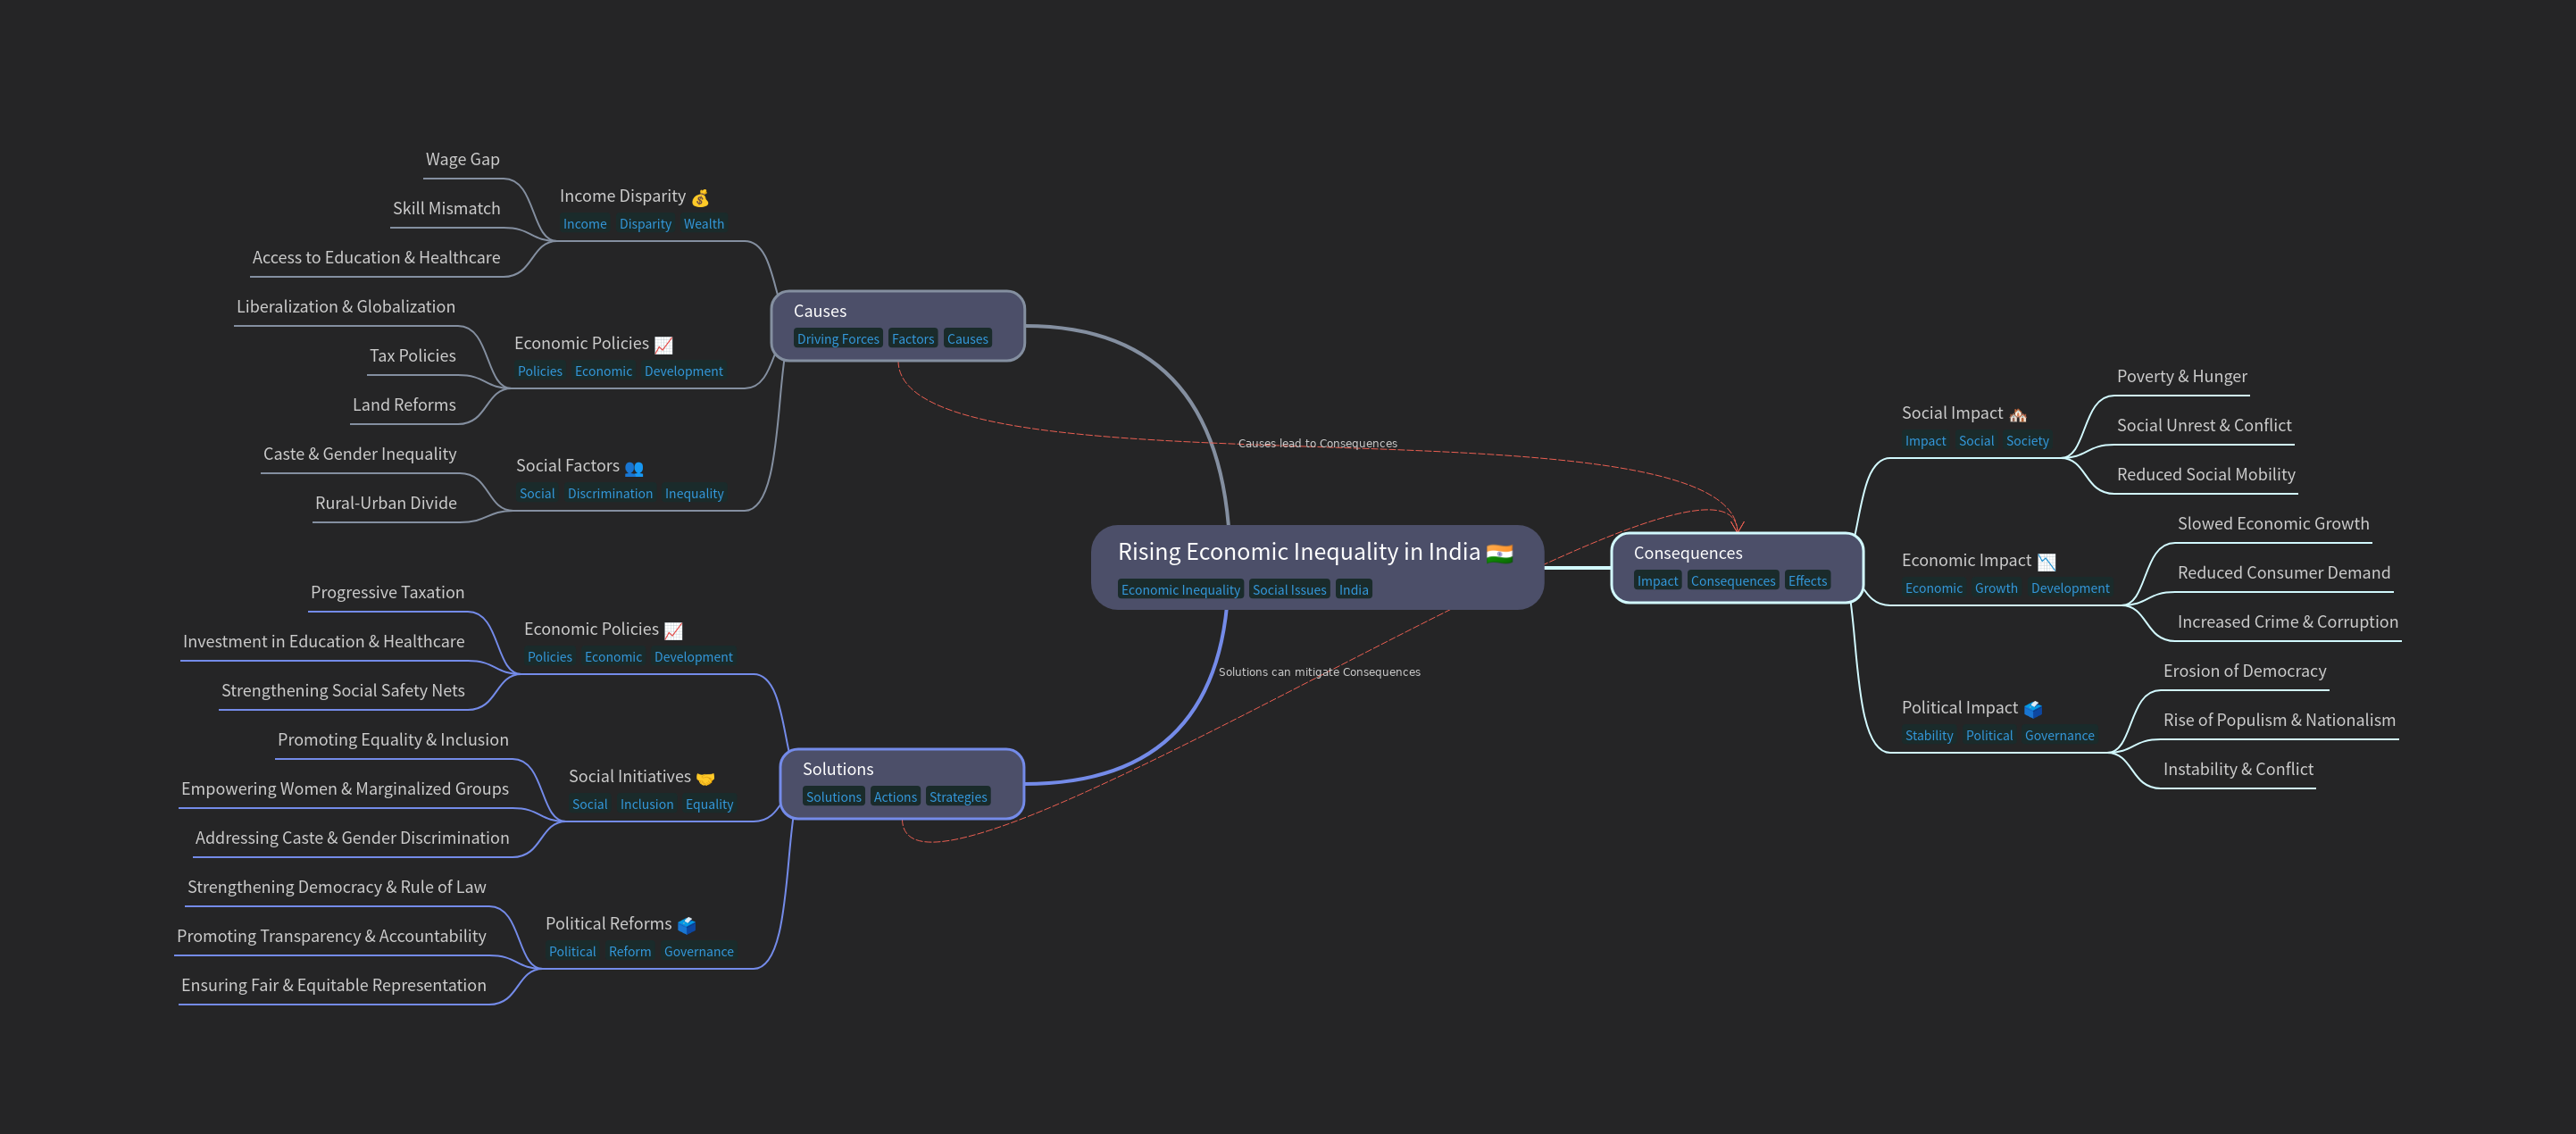 Rising Economic Inequality in India 🇮🇳
Economic Inequality Social Issues India
Causes
Driving Forces Factors Causes
Income Disparity 💰
Income Disparity Wealth
Wage Gap
Skill Mismatch
Access to Education & Healthcare
Economic Policies 📈
Policies Economic Development
Liberalization & Globalization
Tax Policies
Land Reforms
Social Factors 👥
Social Discrimination Inequality
Caste & Gender Inequality
Rural-Urban Divide
Causes lead to Consequences
Solutions
Solutions Actions Strategies
Economic Policies 📈
Policies Economic Development
Progressive Taxation
Investment in Education & Healthcare
Strengthening Social Safety Nets
Social Initiatives 🤝
Social Inclusion Equality
Promoting Equality & Inclusion
Empowering Women & Marginalized Groups
Addressing Caste & Gender Discrimination
Political Reforms 🗳️
Political Reform Governance
Strengthening Democracy & Rule of Law
Promoting Transparency & Accountability
Ensuring Fair & Equitable Representation
Solutions can mitigate Consequences
Consequences
Impact Consequences Effects
Social Impact 🏘️
Impact Social Society
Poverty & Hunger
Social Unrest & Conflict
Reduced Social Mobility
Economic Impact 📉
Economic Growth Development
Slowed Economic Growth
Reduced Consumer Demand
Increased Crime & Corruption
Political Impact 🗳️
Stability Political Governance
Erosion of Democracy
Rise of Populism & Nationalism
Instability & Conflict